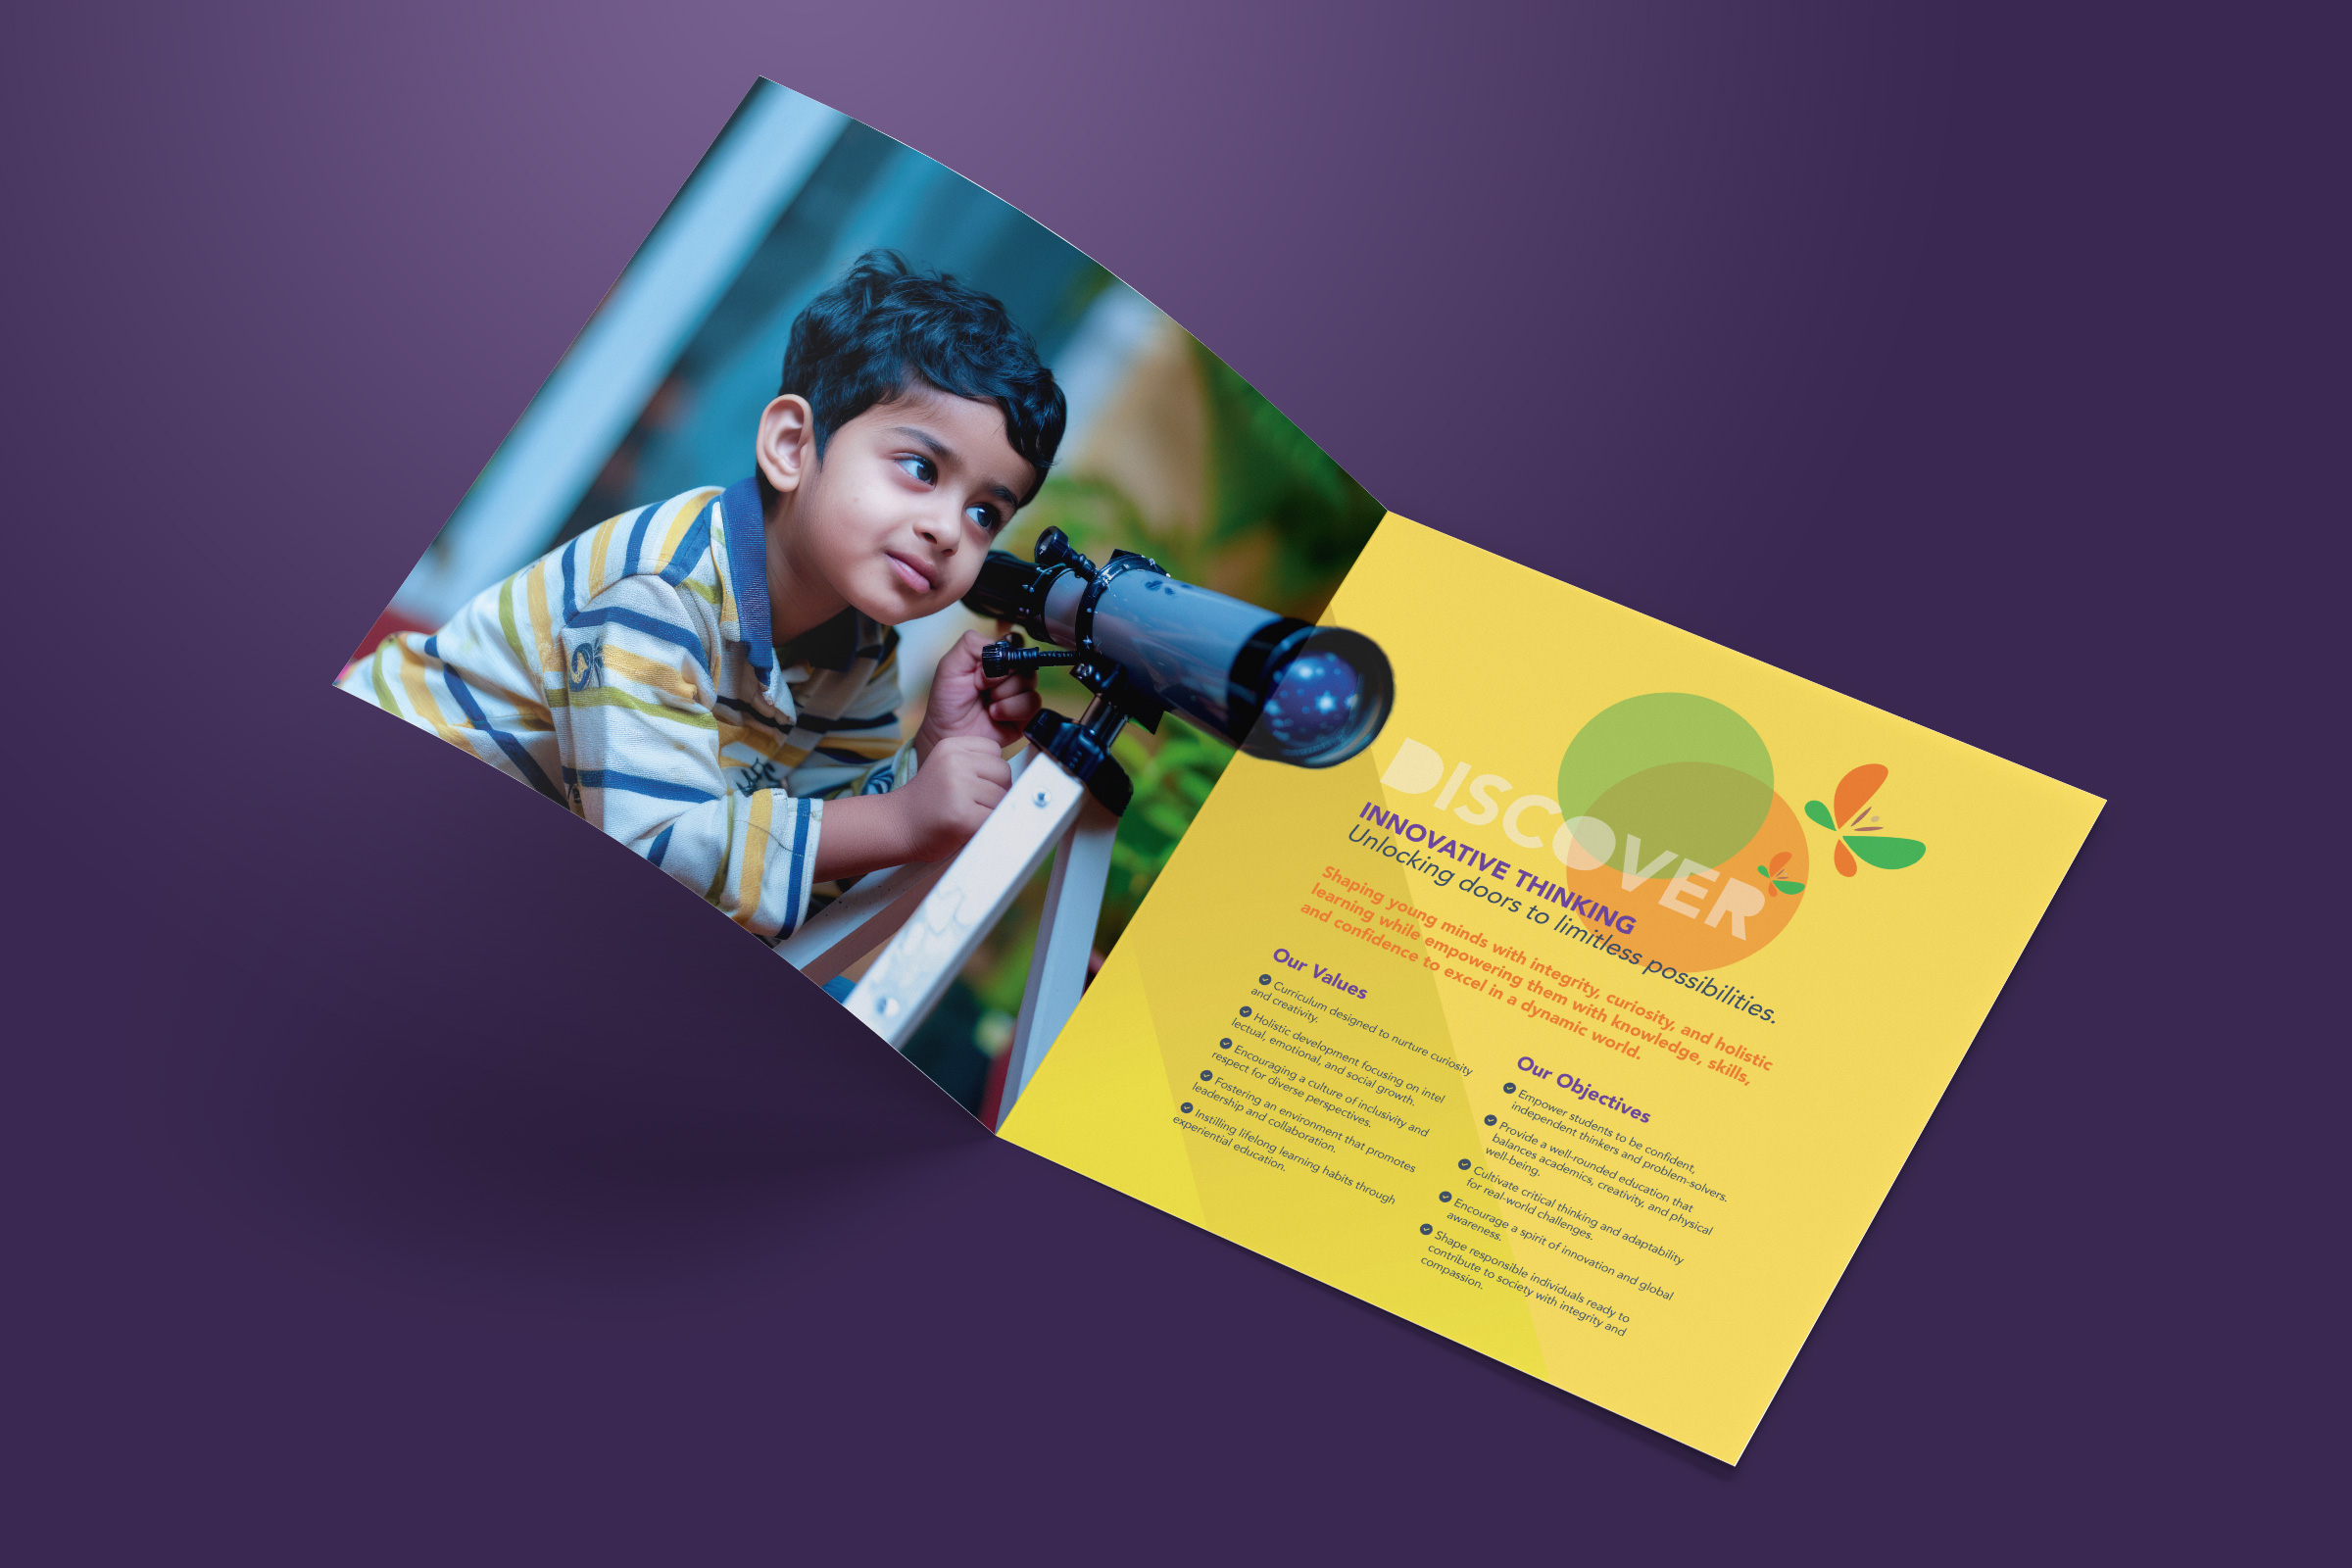 DISCOVER
INNOVATIVE THINKING
Unlocking doors to limitless possibilities.
Shaping young minds with integrity, curiosity, and holistic
learning while empowering them with knowledge, skills,
and confidence to excel in a dynamic world.
Our Values
Curriculum designed to nurture curiosity
and creativity.
Holistic development focusing on intel
lectual, emotional, and social growth.
Encouraging a culture of inclusivity and
respect for diverse perspectives.
Fostering an environment that promotes
leadership and collaboration.
Instilling lifelong learning habits through
experiential education.
Our Objectives
Empower students to be confident,
independent thinkers and problem-solvers.
Provide a well-rounded education that
balances academics, creativity, and physical
well-being.
Cultivate critical thinking and adaptability
for real-world challenges.
Encourage a spirit of innovation and global
awareness.
Shape responsible individuals ready to
contribute to society with integrity and
compassion.